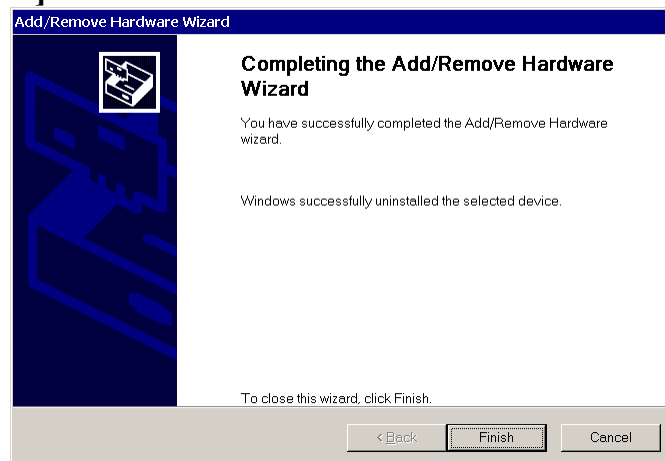 Add/Remove Hardware Wizard
Completing the Add/Remove Hardware
Wizard
You have successfully completed the Add/Remove Hardware
wizard.
Windows successfully uninstalled the selected device.
To close this wizard, click Finish.
< Back
Finish
Cancel